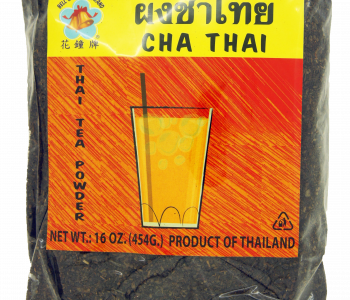 ผงชาไทย
花鐘牌
CHA THAI
THAI TEA POWDER
NET WT.: 16 OZ. (454G.) PRODUCT OF THAILAND